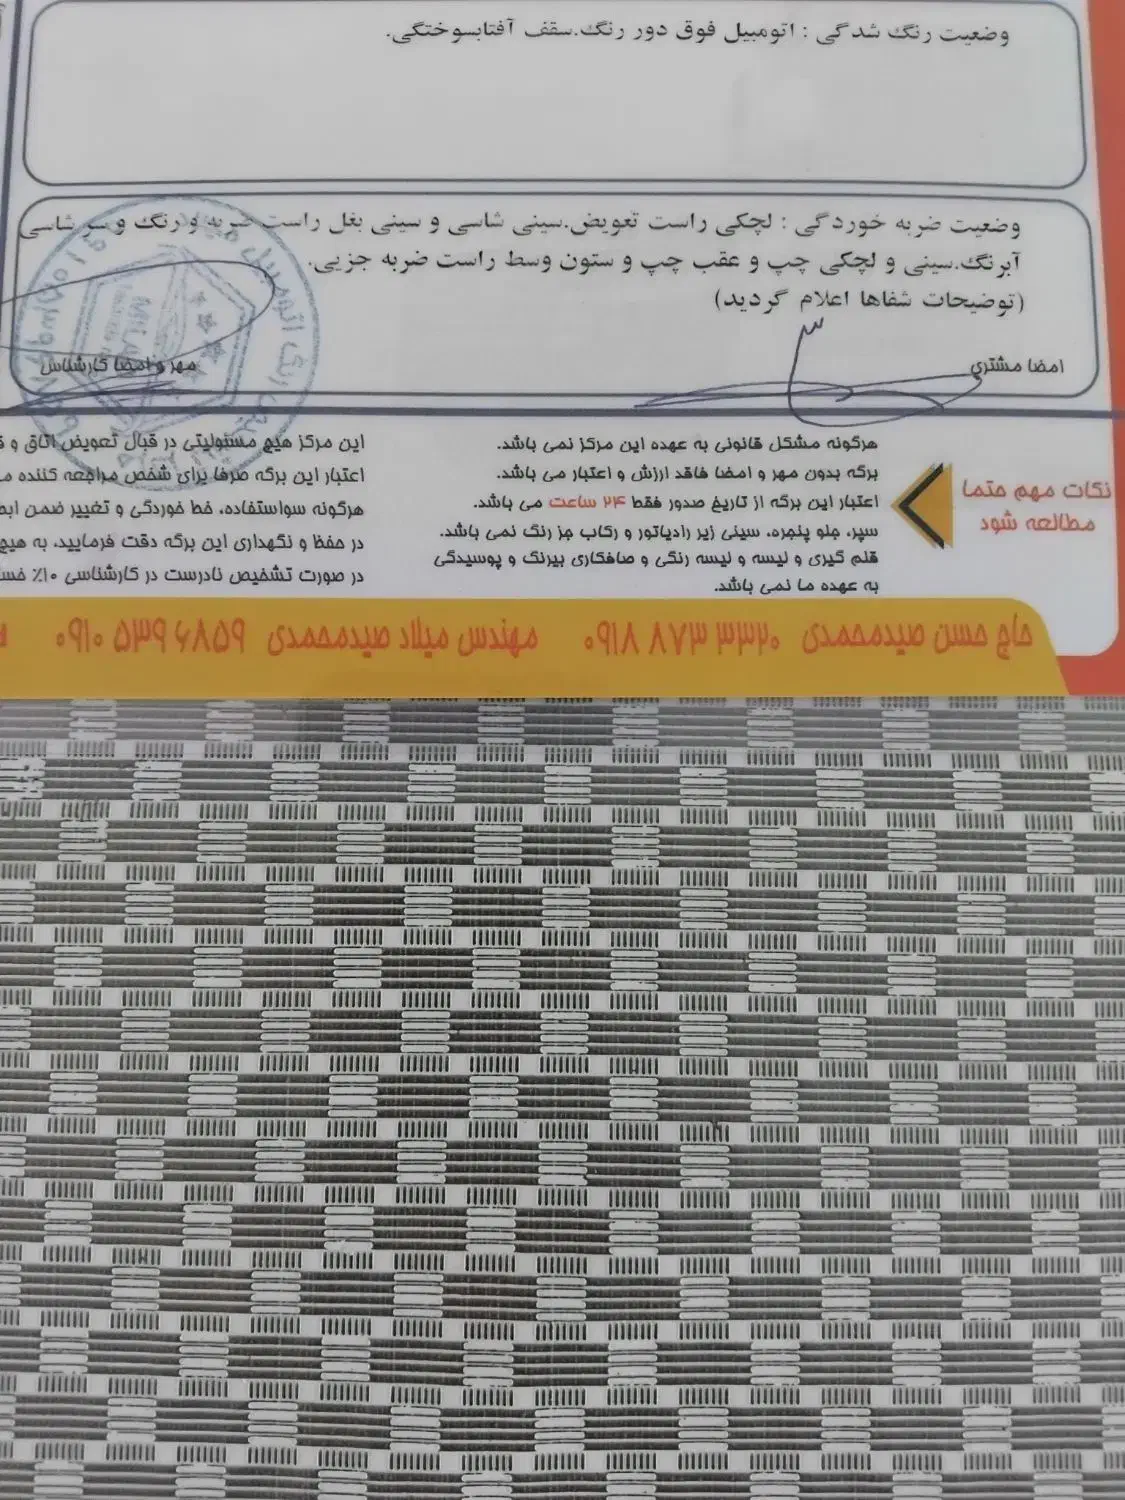 وضعیت رنگ شدگی : اتومبیل فوق دور رنگ.سقف آفتابسوختگی.
وضعیت ضربه خوردگی : لچکی راست تعویض.سینی شاسی و سینی بغل راست ضربه و رنگ و سر شاسی
آبرنگ.سینی و لچکی چپ و عقب چپ و ستون وسط راست ضربه جزیی.
(توضیحات شفاها اعلام گردید)
امضا مشتری
مهر و امضا کارشناس
نکات مهم حتما
مطالعه شود
هرگونه مشکل قانونی به عهده این مرکز نمی باشد.
برگه بدون مهر و امضا فاقد ارزش و اعتبار می باشد.
اعتبار این برگه از تاریخ صدور فقط ۲۴ ساعت می باشد.
سپر، جلو پنجره، سینی زیر رادیاتور و رکاب جز رنگ نمی باشد.
قلم گیری و لیسه و لیسه رنگی و صافکاری بیرنگ و پوسیدگی
به عهده ما نمی باشد.
این مرکز هیچ مسئولیتی در قبال تعویض اتاق و
اعتبار این برگه صرفا برای شخص مراجعه کننده
هرگونه سواستفاده، خط خوردگی و تغییر ضمن
در حفظ و نگهداری این برگه دقت فرمایید، به هیچ
در صورت تشخیص نادرست در کارشناسی ۱۰٪
حاج حسن صیدمحمدی ۰۹۱۸ ۸۷۳ ۳۳۲۰ مهندس میلاد صیدمحمدی ۰۹۱۰ ۵۳۹ ۶۸۵۹